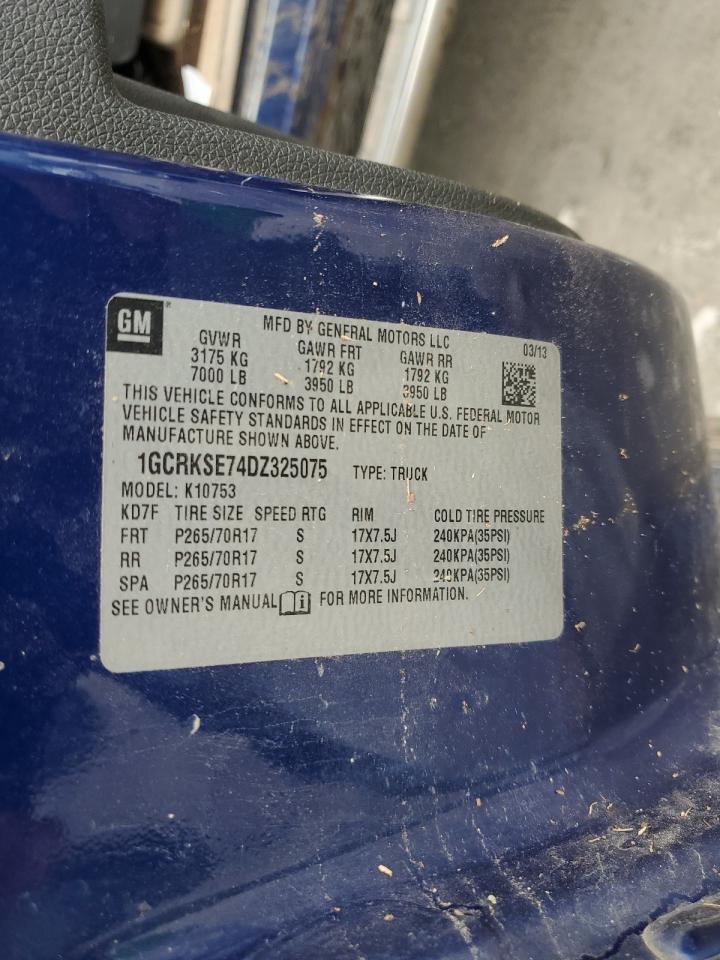 GM
MFD BY GENERAL MOTORS LLC
GVWR GAWR FRT GAWR RR 03/13
3175 KG 1792 KG 1792 KG
7000 LB 3950 LB 3950 LB
THIS VEHICLE CONFORMS TO ALL APPLICABLE U.S. FEDERAL MOTOR
VEHICLE SAFETY STANDARDS IN EFFECT ON THE DATE OF
MANUFACTURE SHOWN ABOVE.
1GCRKSE74DZ325075 TYPE: TRUCK
MODEL: K10753
KD7F TIRE SIZE SPEED RTG RIM COLD TIRE PRESSURE
FRT P265/70R17 S 17X7.5J 240KPA(35PSI)
RR P265/70R17 S 17X7.5J 240KPA(35PSI)
SPA P265/70R17 S 17X7.5J 240KPA(35PSI)
SEE OWNER'S MANUAL i FOR MORE INFORMATION.